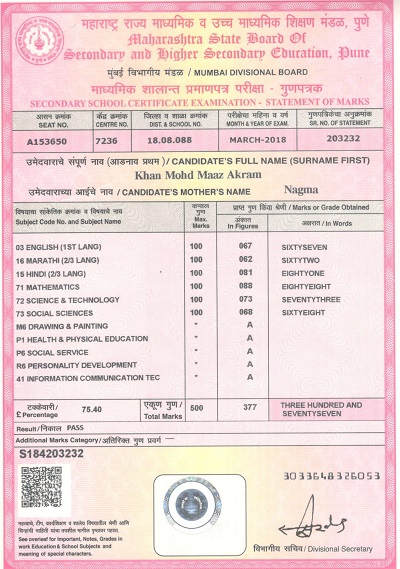 महाराष्ट्र राज्य माध्यमिक व उच्च माध्यमिक शिक्षण मंडळ, पुणे
Maharashtra State Board Of
Secondary and Higher Secondary Education, Pune
मुंबई विभागीय मंडळ / MUMBAI DIVISIONAL BOARD
माध्यमिक शालान्त प्रमाणपत्र परीक्षा - गुणपत्रक
SECONDARY SCHOOL CERTIFICATE EXAMINATION - STATEMENT OF MARKS
आसन क्रमांक केंद्र क्रमांक जिल्हा व शाळा क्रमांक परीक्षेचा महिना व वर्ष गुणपत्रिकेचा अनुक्रमांक
SEAT NO. CENTRE NO. DIST. & SCHOOL NO. MONTH & YEAR OF EXAM. SR. NO. OF STATEMENT
A153650 7236 18.08.088 MARCH-2018 203232
उमेदवाराचे संपूर्ण नाव (आडनाव प्रथम) / CANDIDATE'S FULL NAME (SURNAME FIRST)
Khan Mohd Maaz Akram
उमेदवाराच्या आईचे नाव / CANDIDATE'S MOTHER'S NAME Nagma
विषयाचा सांकेतिक क्रमांक व विषयाचे नाव
Subject Code No. and Subject Name
कमाल गुण Max. Marks
प्राप्त गुण किंवा श्रेणी / Marks or Grade Obtained
अंकात In Figures अक्षरात / In Words
03 ENGLISH (1ST LANG) 100 067 SIXTYSEVEN
16 MARATHI (2/3 LANG) 100 062 SIXTYTWO
15 HINDI (2/3 LANG) 100 081 EIGHTYONE
71 MATHEMATICS 100 088 EIGHTYEIGHT
72 SCIENCE & TECHNOLOGY 100 073 SEVENTYTHREE
73 SOCIAL SCIENCES 100 068 SIXTYEIGHT
M6 DRAWING & PAINTING * A
P1 HEALTH & PHYSICAL EDUCATION * A
P6 SOCIAL SERVICE * A
R6 PERSONALITY DEVELOPMENT * A
41 INFORMATION COMMUNICATION TEC * A
टक्केवारी/ £ Percentage 75.40 एकूण गुण/ Total Marks 500 377 THREE HUNDRED AND
SEVENTYSEVEN
Result/निकाल PASS
Additional Marks Category/अतिरिक्त गुण प्रवर्ग —
S184203232
3033648326053
See overleaf for Important, Notes, Grades in
work Education & School Subjects and
meaning of special characters.
विभागीय सचिव / Divisional Secretary